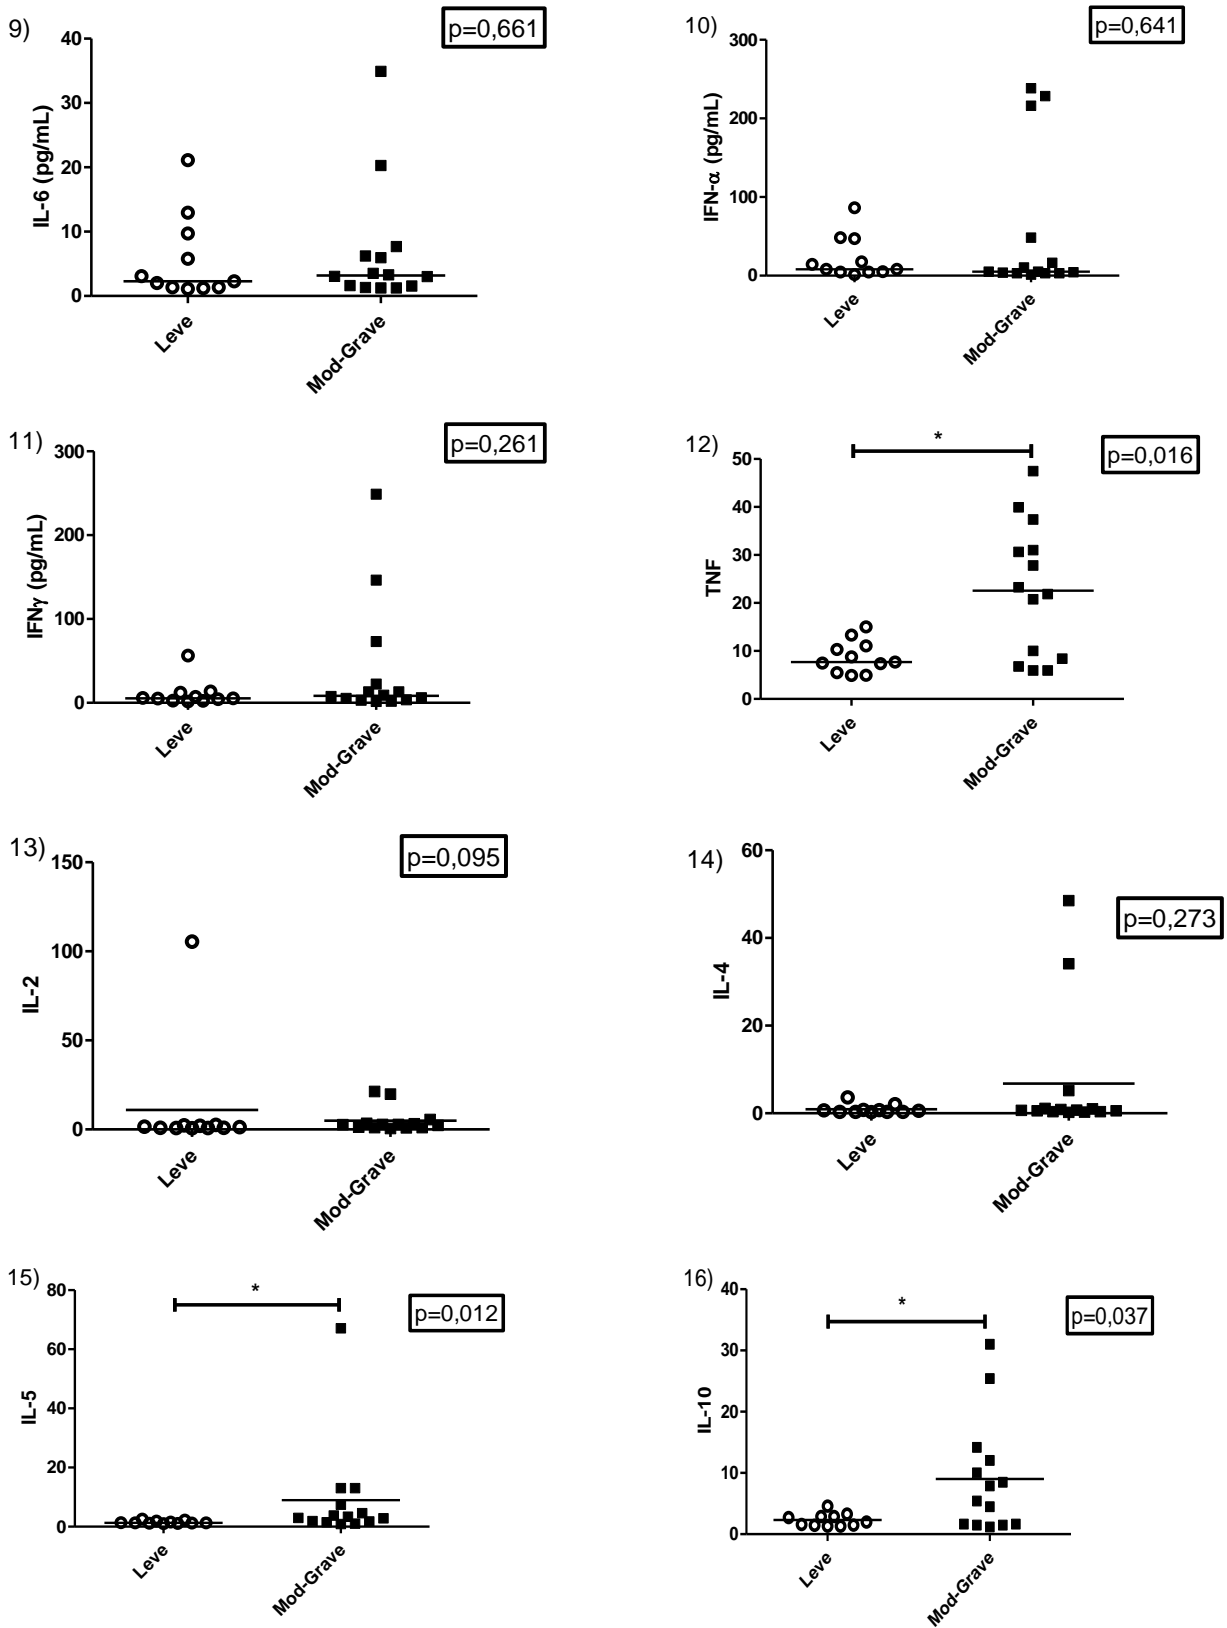 9)
p=0,661
IL-6 (pg/mL)
40
30
20
10
0
Leve
Mod-Grave
10)
p=0,641
IFN-α (pg/mL)
300
200
100
0
Leve
Mod-Grave
11)
p=0,261
IFNγ (pg/mL)
300
200
100
0
Leve
Mod-Grave
12)
*
p=0,016
TNF
50
40
30
20
10
0
Leve
Mod-Grave
13)
p=0,095
IL-2
150
100
50
0
Leve
Mod-Grave
14)
p=0,273
IL-4
60
40
20
0
Leve
Mod-Grave
15)
*
p=0,012
IL-5
80
60
40
20
0
Leve
Mod-Grave
16)
*
p=0,037
IL-10
40
30
20
10
0
Leve
Mod-Grave